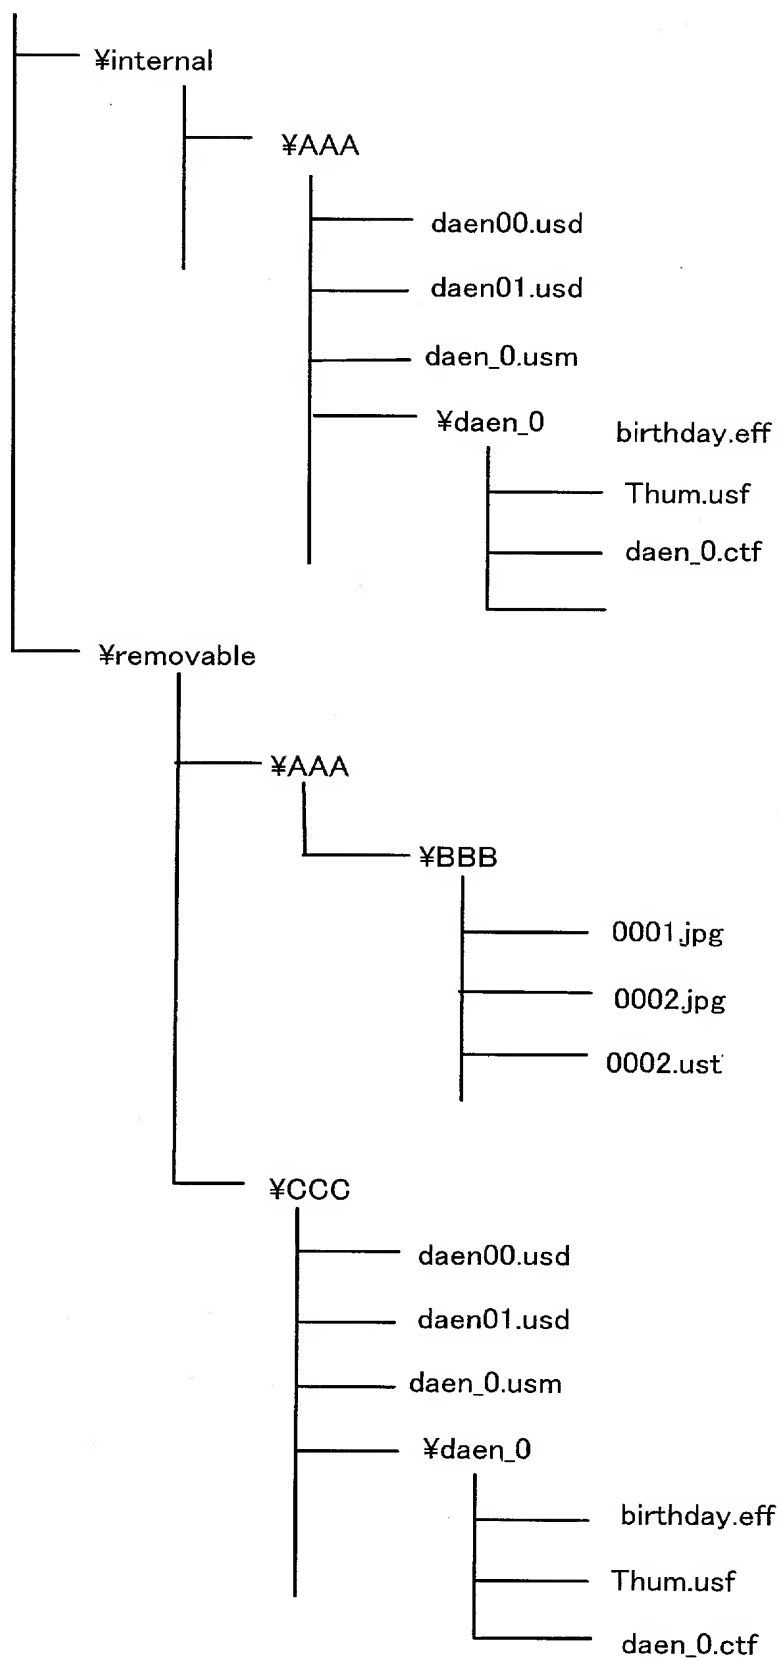 ¥internal
¥AAA
daen00.usd
daen01.usd
daen_0.usm
¥daen_0
birthday.eff
Thum.usf
daen_0.ctf
¥removable
¥AAA
¥BBB
0001.jpg
0002.jpg
0002.ust
¥CCC
daen00.usd
daen01.usd
daen_0.usm
¥daen_0
birthday.eff
Thum.usf
daen_0.ctf